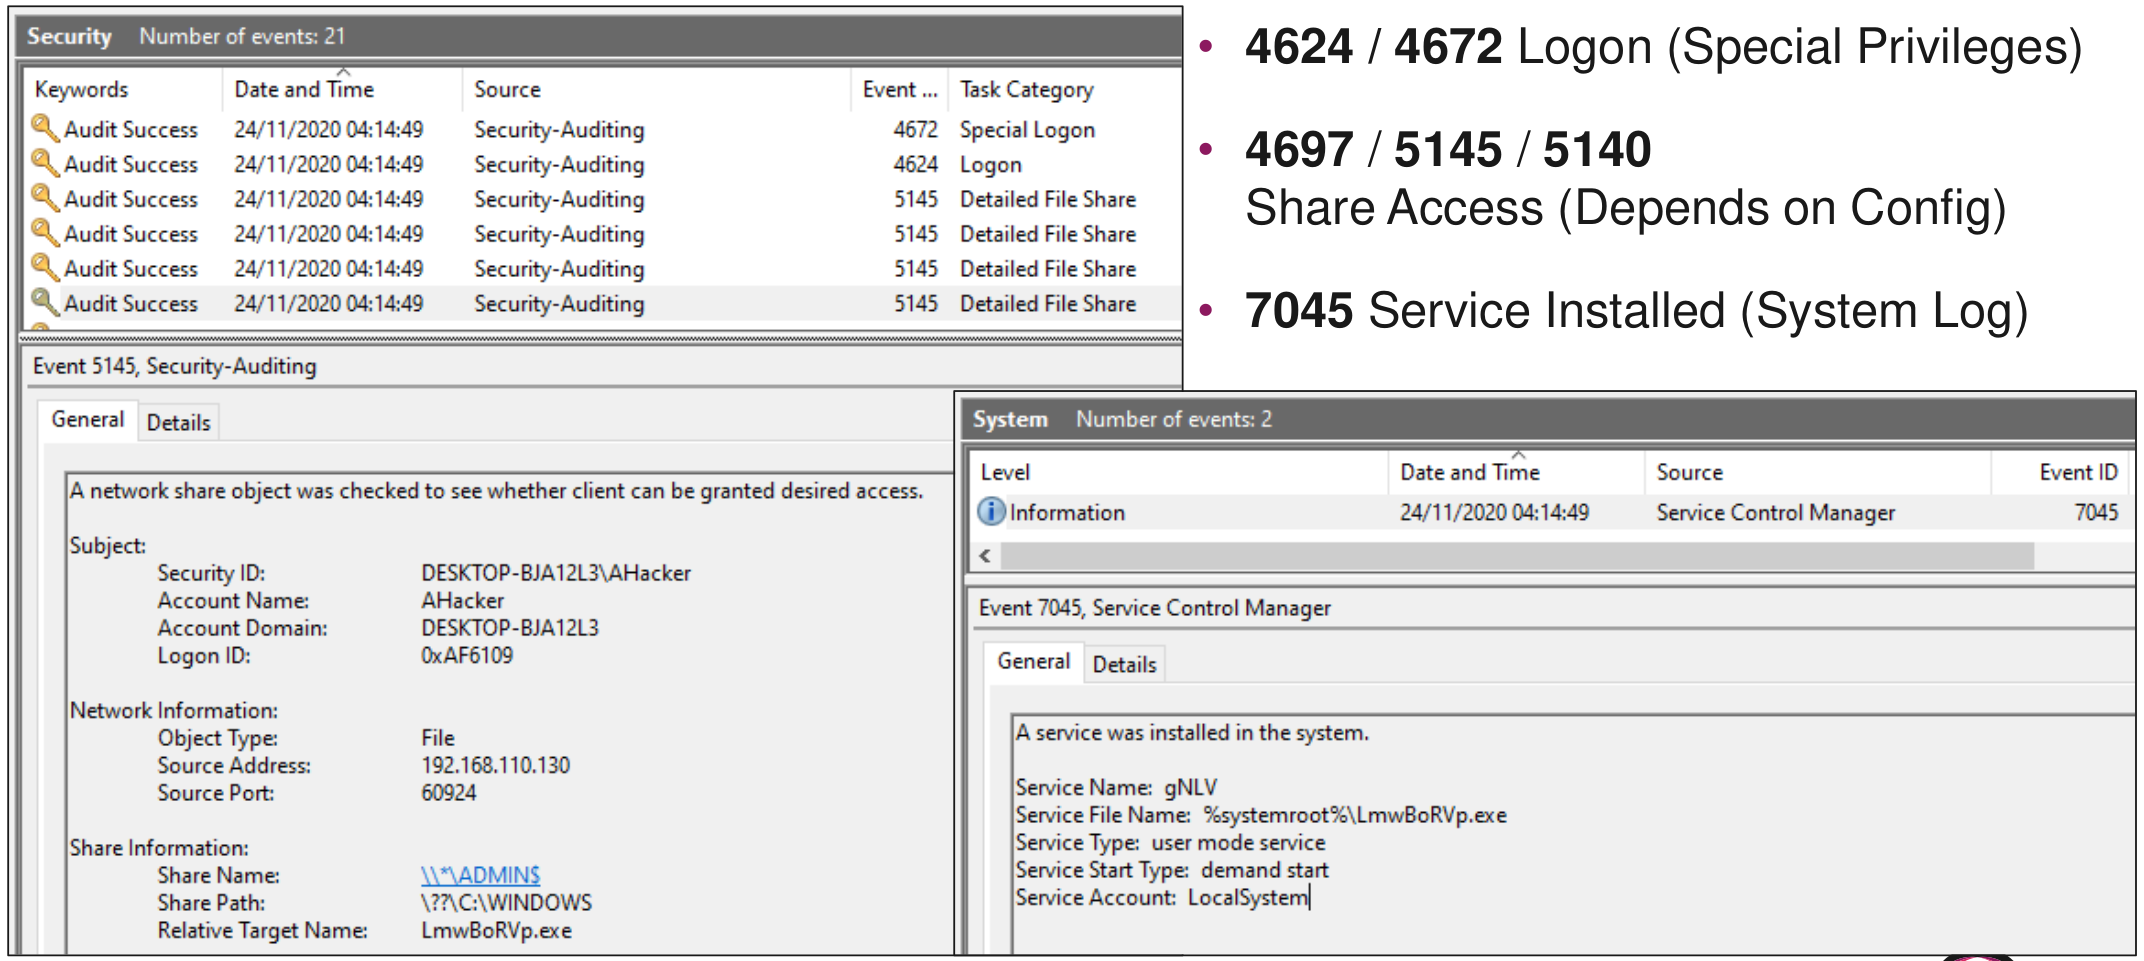 Security Number of events: 21
Keywords Date and Time Source Event ... Task Category
Audit Success 24/11/2020 04:14:49 Security-Auditing 4672 Special Logon
Audit Success 24/11/2020 04:14:49 Security-Auditing 4624 Logon
Audit Success 24/11/2020 04:14:49 Security-Auditing 5145 Detailed File Share
Audit Success 24/11/2020 04:14:49 Security-Auditing 5145 Detailed File Share
Audit Success 24/11/2020 04:14:49 Security-Auditing 5145 Detailed File Share
Audit Success 24/11/2020 04:14:49 Security-Auditing 5145 Detailed File Share
Event 5145, Security-Auditing
General Details
A network share object was checked to see whether client can be granted desired access.
Subject:
Security ID: DESKTOP-BJA12L3\AHacker
Account Name: AHacker
Account Domain: DESKTOP-BJA12L3
Logon ID: 0xAF6109
Network Information:
Object Type: File
Source Address: 192.168.110.130
Source Port: 60924
Share Information:
Share Name: \\*\ADMIN$
Share Path: \??\C:\WINDOWS
Relative Target Name: LmwBoRVp.exe
• 4624 / 4672 Logon (Special Privileges)
• 4697 / 5145 / 5140
Share Access (Depends on Config)
• 7045 Service Installed (System Log)
System Number of events: 2
Level Date and Time Source Event ID
Information 24/11/2020 04:14:49 Service Control Manager 7045
Event 7045, Service Control Manager
General Details
A service was installed in the system.
Service Name: gNLV
Service File Name: %systemroot%\LmwBoRVp.exe
Service Type: user mode service
Service Start Type: demand start
Service Account: LocalSystem